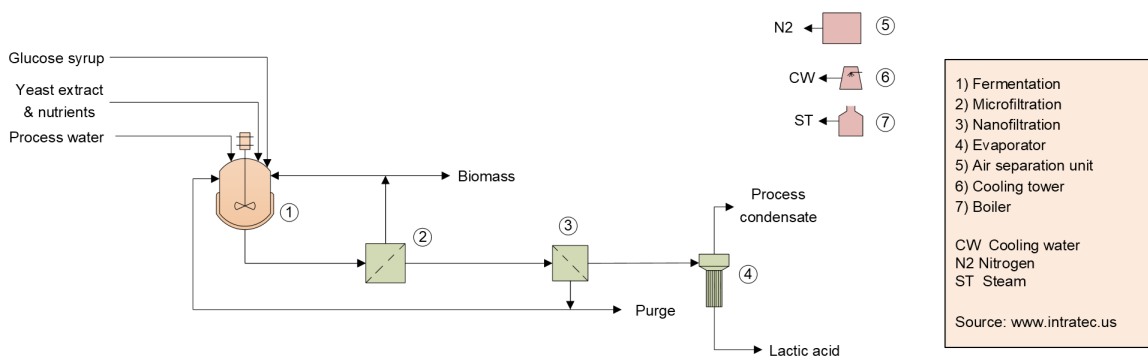 N2
5
Glucose syrup
CW
6
Yeast extract
& nutrients
ST
7
Process water
Biomass
1
Process
condensate
2
3
4
Purge
Lactic acid
1) Fermentation
2) Microfiltration
3) Nanofiltration
4) Evaporator
5) Air separation unit
6) Cooling tower
7) Boiler
CW Cooling water
N2 Nitrogen
ST Steam
Source: www.intratec.us